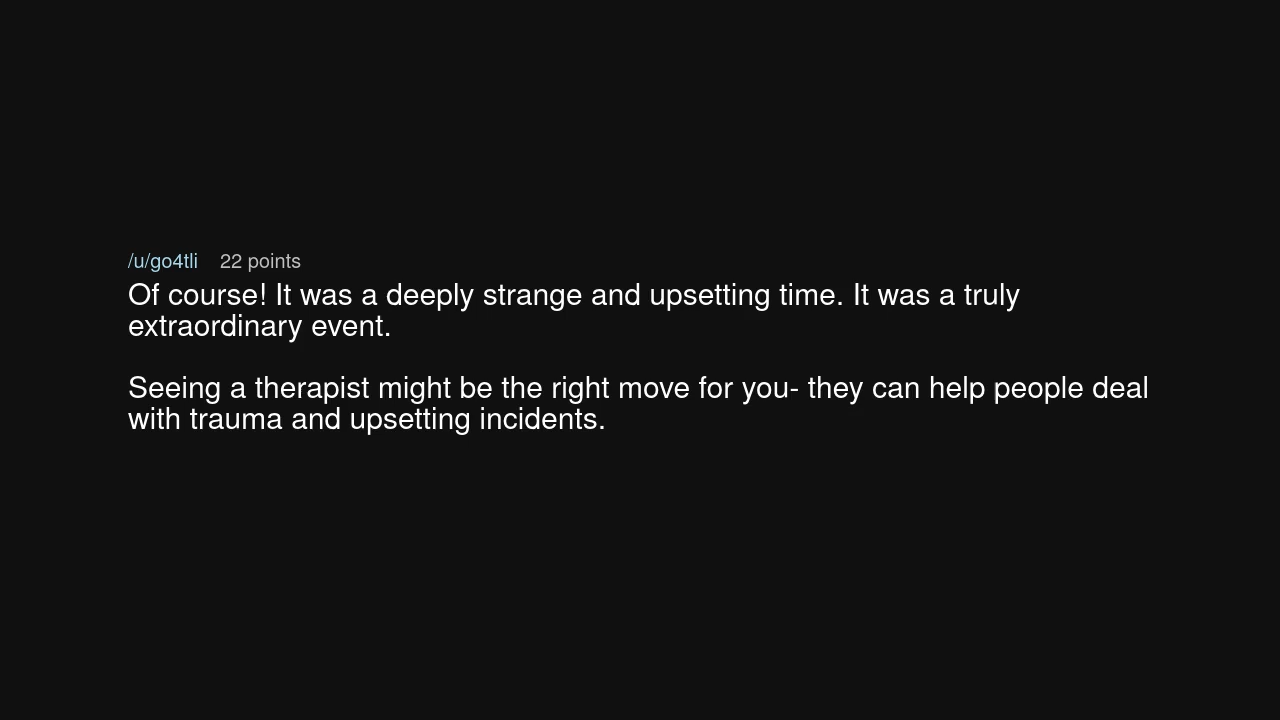 /u/go4tli 22 points
Of course! It was a deeply strange and upsetting time. It was a truly
extraordinary event.
Seeing a therapist might be the right move for you- they can help people deal
with trauma and upsetting incidents.